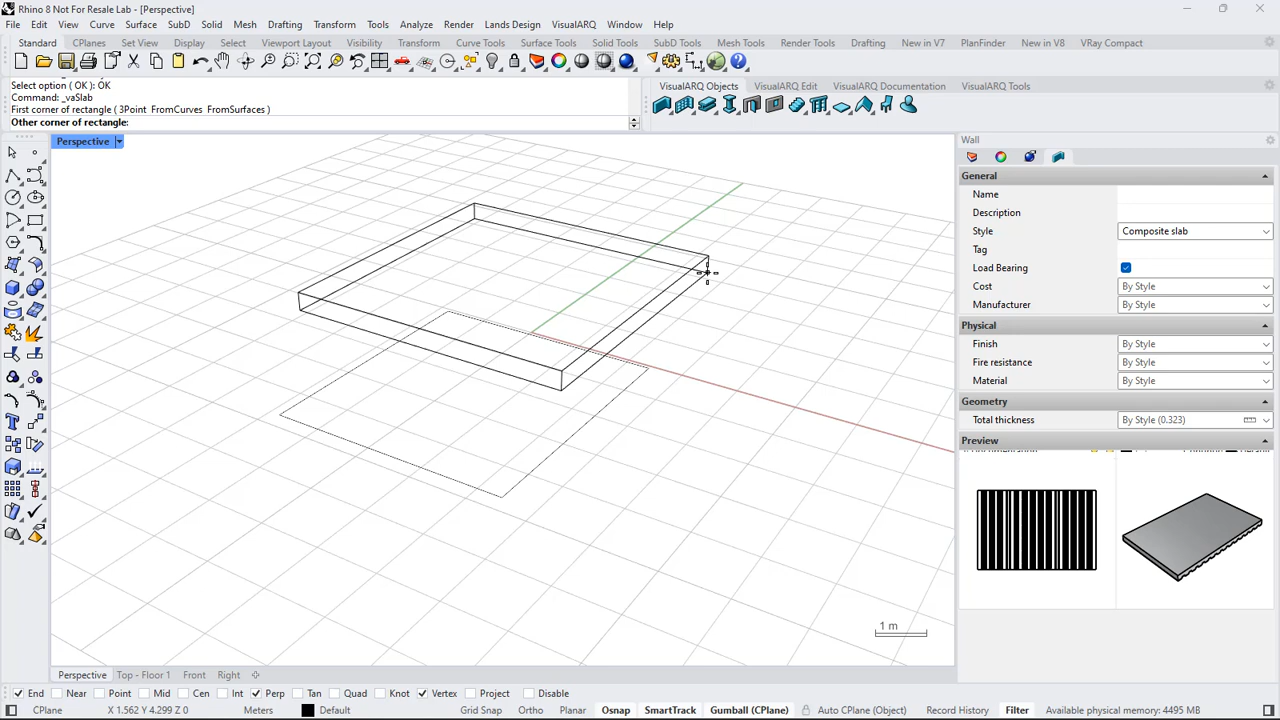 Rhino 8 Not For Resale Lab - [Perspective]
File Edit View Curve Surface SubD Solid Mesh Drafting Transform Tools Analyze Render Lands Design VisualARQ Window Help
Standard CPlanes Set View Display Select Viewport Layout Visibility Transform Curve Tools Surface Tools Solid Tools SubD Tools Mesh Tools Render Tools Drafting New in V7 PlanFinder New in V8 VRay Compact
Select option ( OK ): OK
Command: _vaSlab
First corner of rectangle ( 3Point FromCurves FromSurfaces )
Other corner of rectangle:
VisualARQ Objects VisualARQ Edit VisualARQ Documentation VisualARQ Tools
Perspective
Wall
General
Name
Description
Style Composite slab
Tag
Load Bearing
Cost By Style
Manufacturer By Style
Physical
Finish By Style
Fire resistance By Style
Material By Style
Geometry
Total thickness By Style (0.323)
Preview
1 m
Perspective Top - Floor 1 Front Right
End Near Point Mid Cen Int Perp Tan Quad Knot Vertex Project Disable
CPlane X 1.562 Y 4.299 Z 0 Meters Default Grid Snap Ortho Planar Osnap SmartTrack Gumball (CPlane) Auto CPlane (Object) Record History Filter Available physical memory: 4495 MB